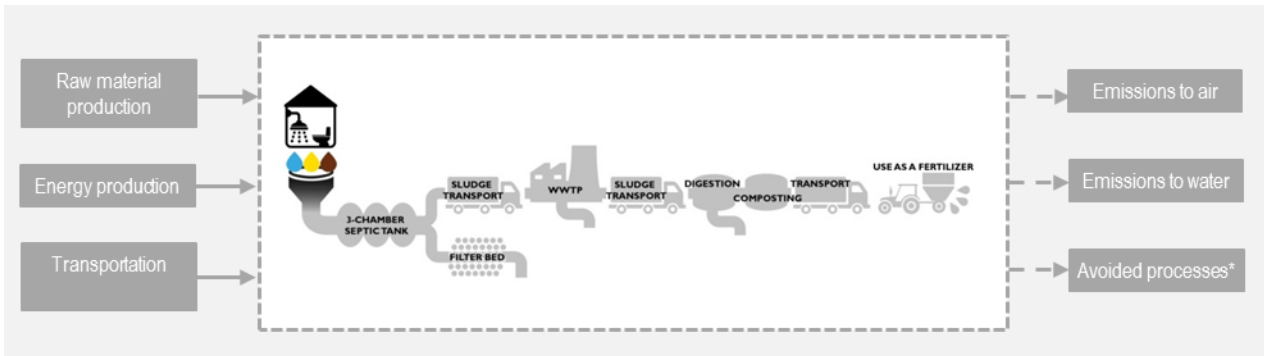 Raw material
production
Energy production
Transportation
3-CHAMBER
SEPTIC TANK
SLUDGE
TRANSPORT
FILTER BED
WWTP
SLUDGE
TRANSPORT
DIGESTION
COMPOSTING
TRANSPORT
USE AS A FERTILIZER
Emissions to air
Emissions to water
Avoided processes*